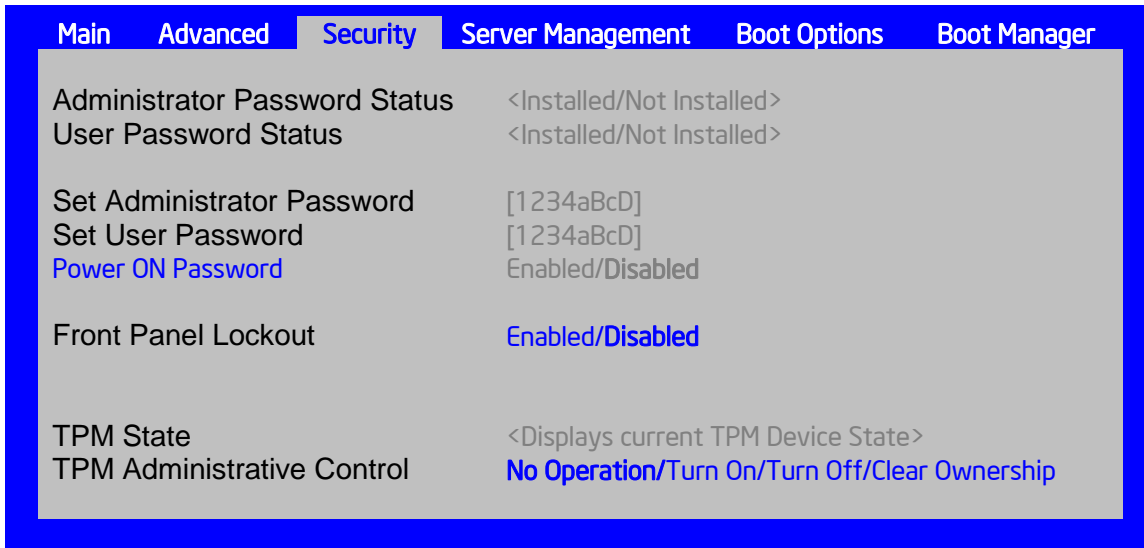 Main Advanced Security Server Management Boot Options Boot Manager
Administrator Password Status <Installed/Not Installed>
User Password Status <Installed/Not Installed>
Set Administrator Password [1234aBcD]
Set User Password [1234aBcD]
Power ON Password Enabled/Disabled
Front Panel Lockout Enabled/Disabled
TPM State <Displays current TPM Device State>
TPM Administrative Control No Operation/Turn On/Turn Off/Clear Ownership